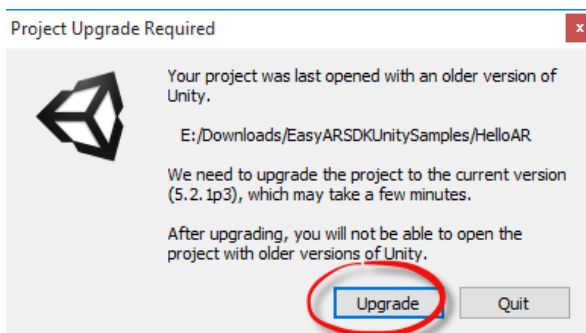 Project Upgrade Required
x
Your project was last opened with an older version of
Unity.
E:/Downloads/EasyARSDKUnitySamples/HelloAR
We need to upgrade the project to the current version
(5.2.1p3), which may take a few minutes.
After upgrading, you will not be able to open the
project with older versions of Unity.
Upgrade Quit